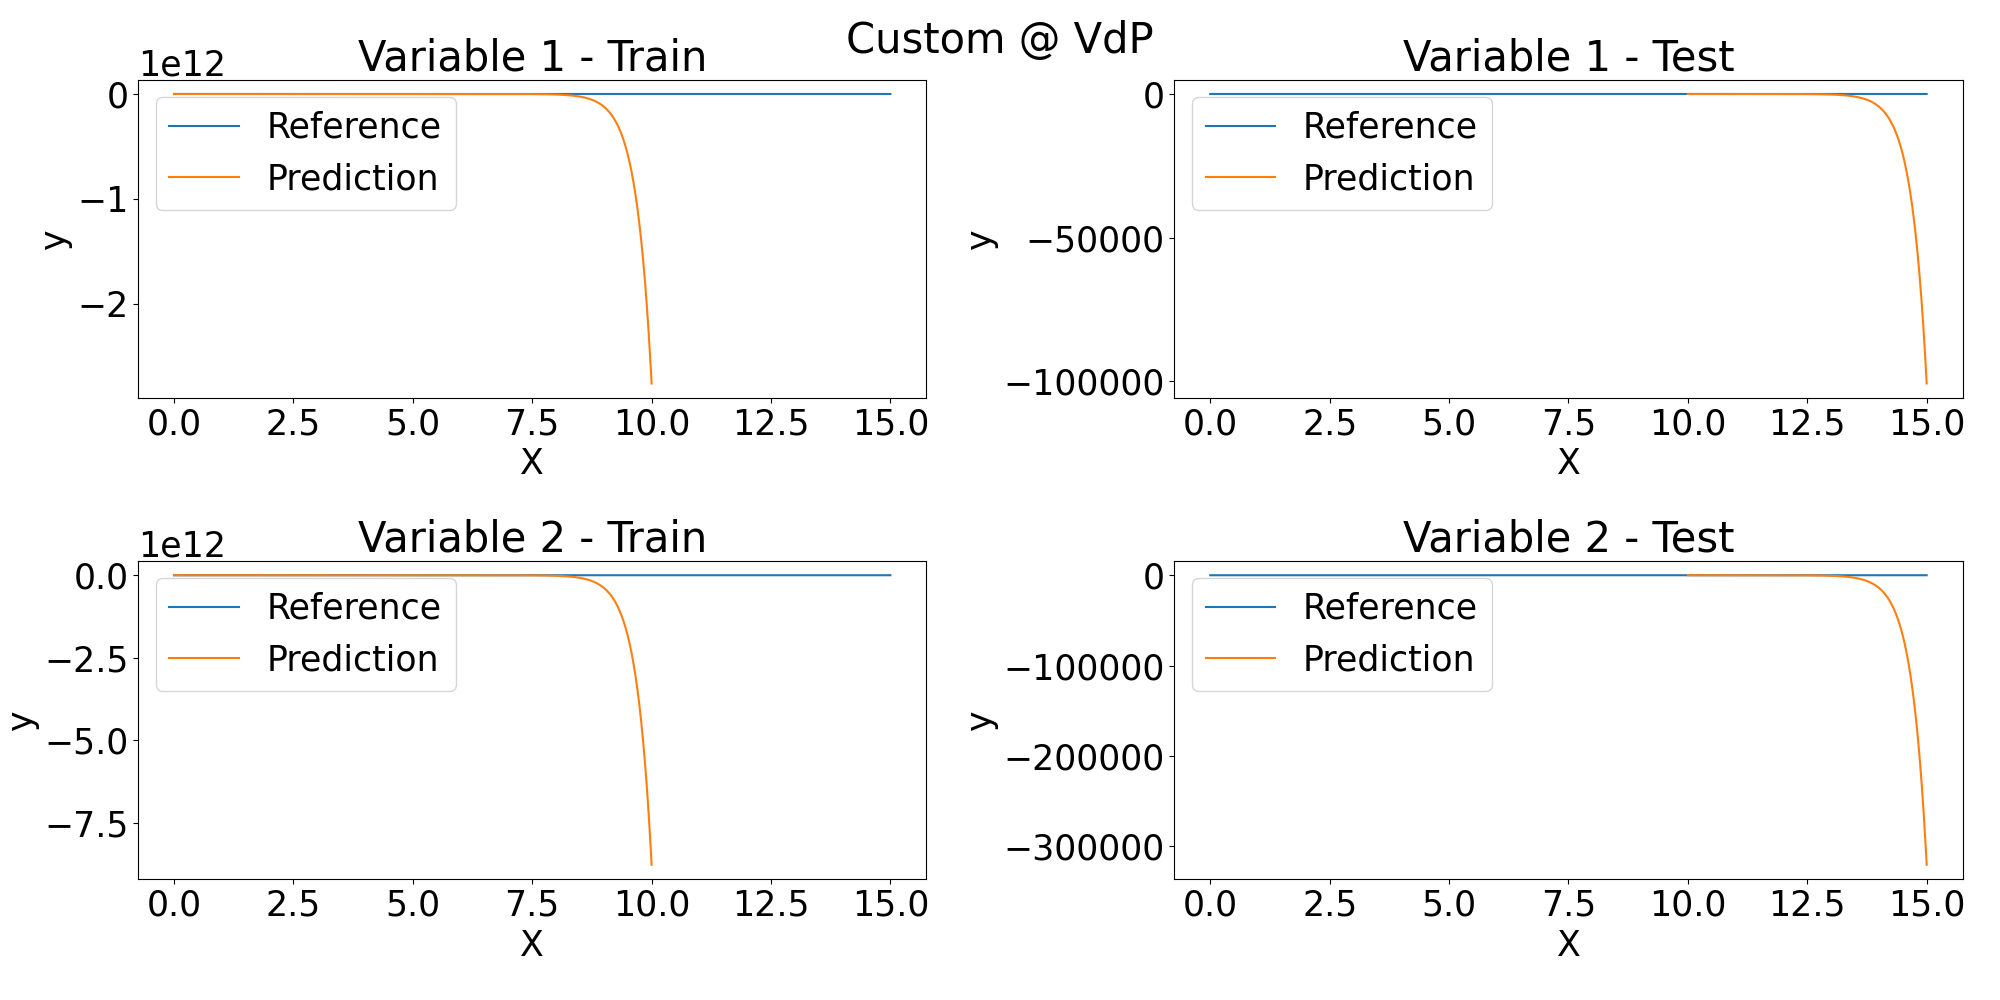 Custom @ VdP
Variable 1 - Train
1e12
0
−1
−2
y
Reference
Prediction
0.0 2.5 5.0 7.5 10.0 12.5 15.0
X
Variable 1 - Test
0
−50000
−100000
y
Reference
Prediction
0.0 2.5 5.0 7.5 10.0 12.5 15.0
X
Variable 2 - Train
1e12
0.0
−2.5
−5.0
−7.5
y
Reference
Prediction
0.0 2.5 5.0 7.5 10.0 12.5 15.0
X
Variable 2 - Test
0
−100000
−200000
−300000
y
Reference
Prediction
0.0 2.5 5.0 7.5 10.0 12.5 15.0
X